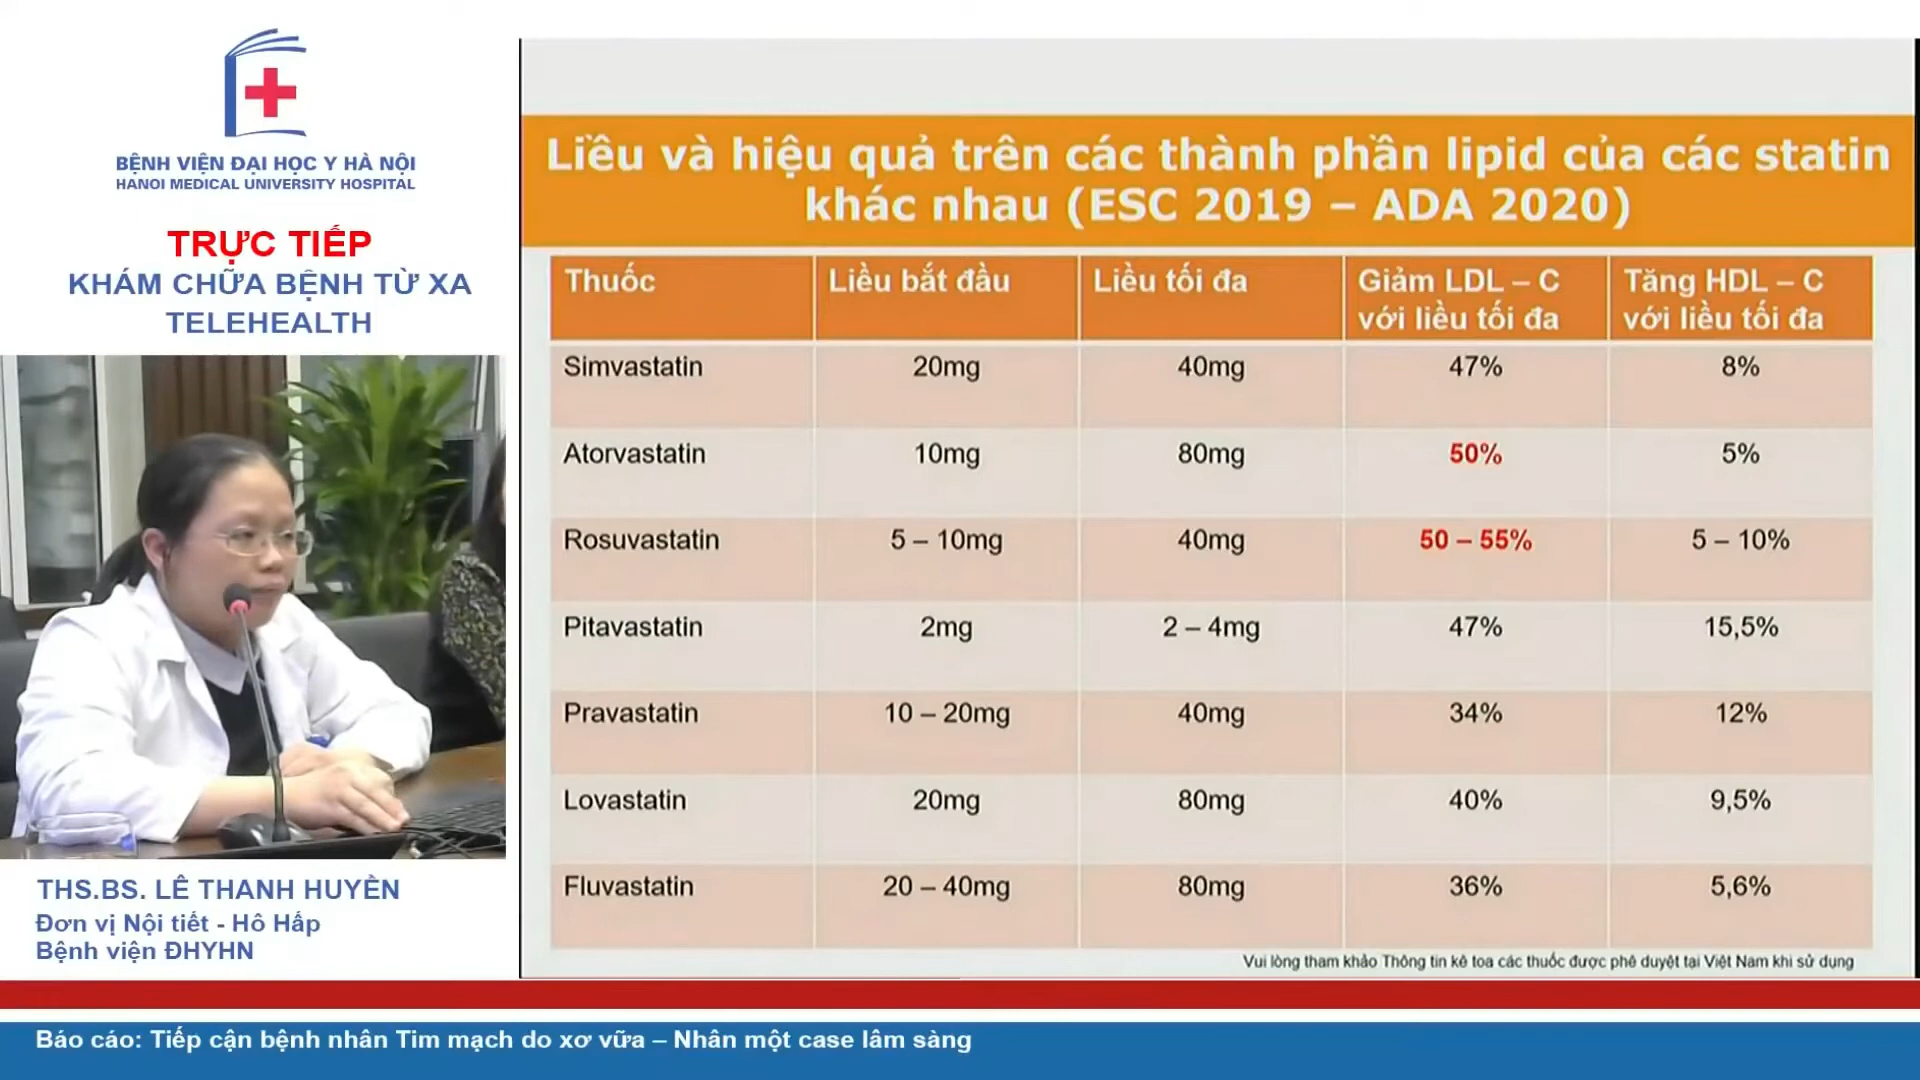 BỆNH VIỆN ĐẠI HỌC Y HÀ NỘI
HANOI MEDICAL UNIVERSITY HOSPITAL
TRỰC TIẾP
KHÁM CHỮA BỆNH TỪ XA
TELEHEALTH
THS.BS. LÊ THANH HUYỀN
Đơn vị Nội tiết - Hô Hấp
Bệnh viện ĐHYHN
Liều và hiệu quả trên các thành phần lipid của các statin
khác nhau (ESC 2019 – ADA 2020)
Thuốc Liều bắt đầu Liều tối đa Giảm LDL – C với liều tối đa Tăng HDL – C với liều tối đa
Simvastatin 20mg 40mg 47% 8%
Atorvastatin 10mg 80mg 50% 5%
Rosuvastatin 5 – 10mg 40mg 50 – 55% 5 – 10%
Pitavastatin 2mg 2 – 4mg 47% 15,5%
Pravastatin 10 – 20mg 40mg 34% 12%
Lovastatin 20mg 80mg 40% 9,5%
Fluvastatin 20 – 40mg 80mg 36% 5,6%
Vui lòng tham khảo Thông tin kê toa các thuốc được phê duyệt tại Việt Nam khi sử dụng
Báo cáo: Tiếp cận bệnh nhân Tim mạch do xơ vữa – Nhân một case lâm sàng